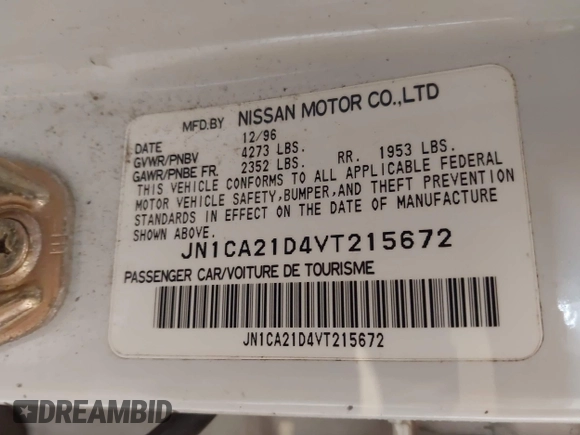 MFD.BY NISSAN MOTOR CO.,LTD
DATE 12/96
GVWR/PNBV 4273 LBS.
GAWR/PNBE FR. 2352 LBS. RR. 1953 LBS.
THIS VEHICLE CONFORMS TO ALL APPLICABLE FEDERAL
MOTOR VEHICLE SAFETY,BUMPER,AND THEFT PREVENTION
STANDARDS IN EFFECT ON THE DATE OF MANUFACTURE
SHOWN ABOVE.
JN1CA21D4VT215672
PASSENGER CAR/VOITURE DE TOURISME
JN1CA21D4VT215672
DREAMBID